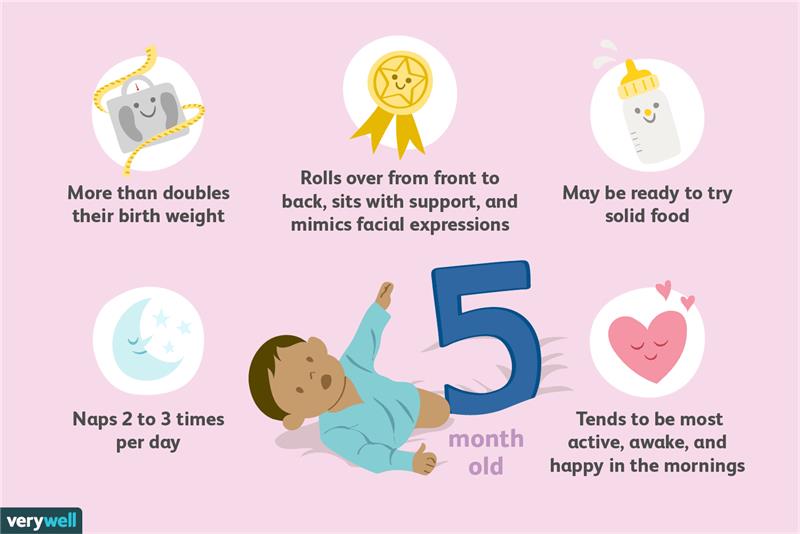 More than doubles
their birth weight
Rolls over from front to
back, sits with support, and
mimics facial expressions
May be ready to try
solid food
Naps 2 to 3 times
per day
5
month
old
Tends to be most
active, awake, and
happy in the mornings
verywell